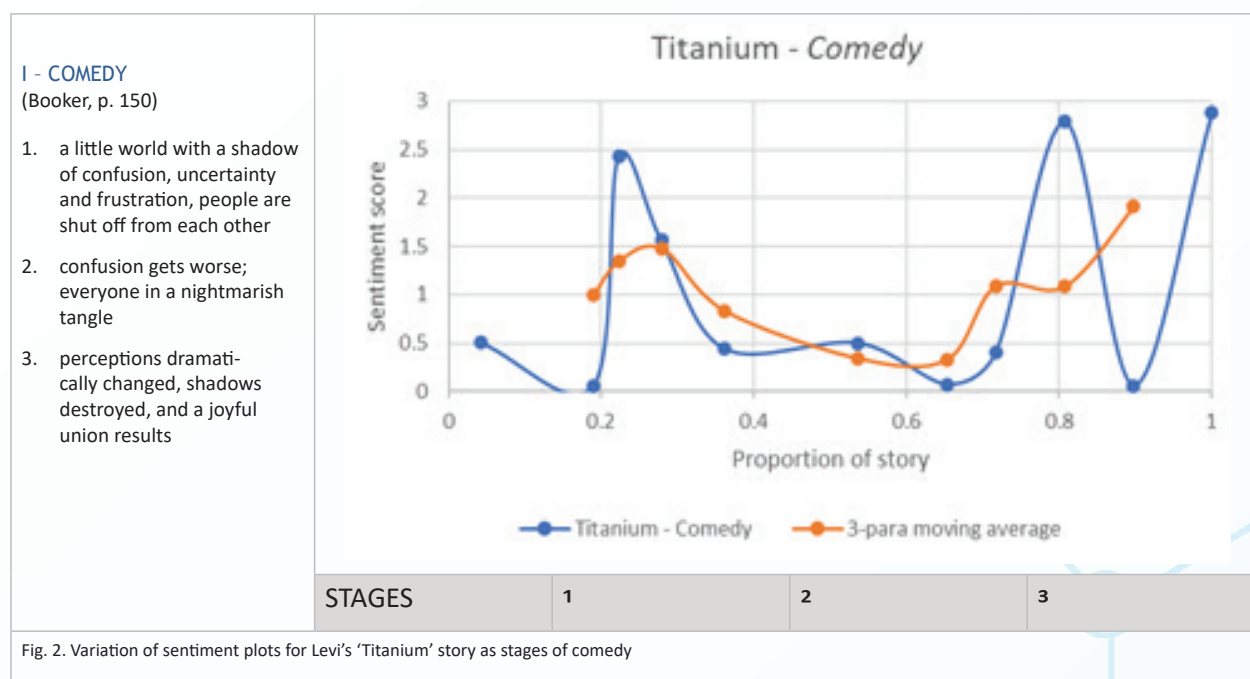 I - COMEDY
(Booker, p. 150)
1. a little world with a shadow
of confusion, uncertainty
and frustration, people are
shut off from each other
2. confusion gets worse;
everyone in a nightmarish
tangle
3. perceptions dramati-
cally changed, shadows
destroyed, and a joyful
union results
Titanium - Comedy
Sentiment score
3
2.5
2
1.5
1
0.5
0
0 0.2 0.4 0.6 0.8 1
Proportion of story
Titanium - Comedy 3-para moving average
STAGES 1 2 3
Fig. 2. Variation of sentiment plots for Levi’s ‘Titanium’ story as stages of comedy